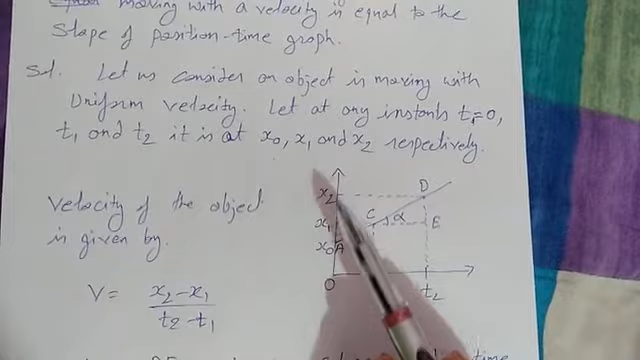 moving with a velocity is equal to the
Slope of position-time graph.
Sol. Let us consider an object is moving with
Uniform velocity. Let at any instants t=0,
t₁ and t₂ it is at x₀, x₁ and x₂ respectively.
Velocity of the object
is given by.
V = x₂-x₁
t₂-t₁
x₂ D
x₁ C α E
x₀ A
O t₂